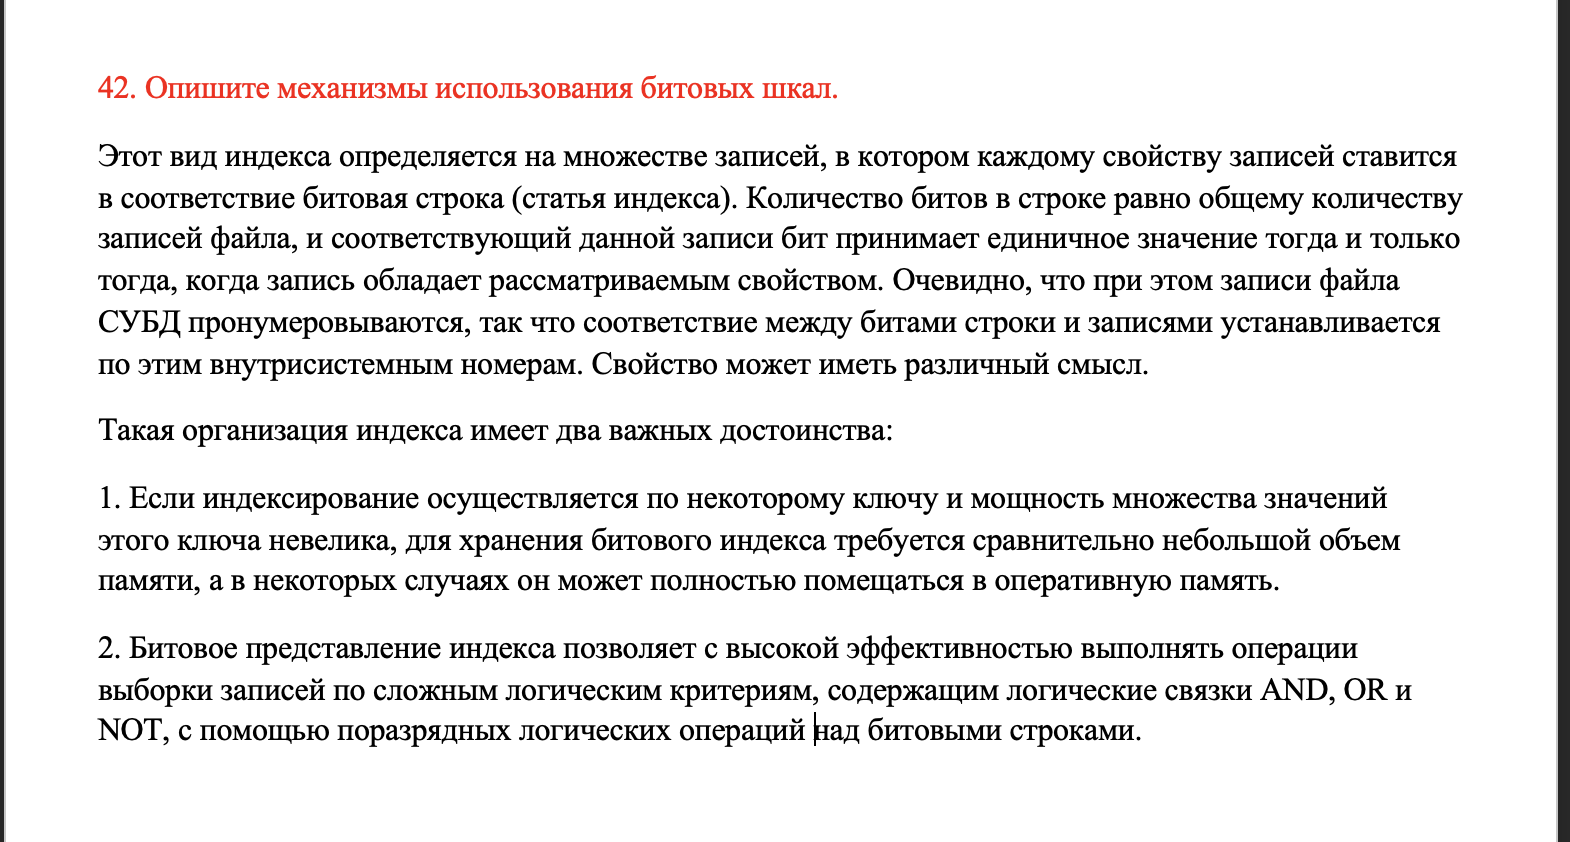 42. Опишите механизмы использования битовых шкал.
Этот вид индекса определяется на множестве записей, в котором каждому свойству записей ставится
в соответствие битовая строка (статья индекса). Количество битов в строке равно общему количеству
записей файла, и соответствующий данной записи бит принимает единичное значение тогда и только
тогда, когда запись обладает рассматриваемым свойством. Очевидно, что при этом записи файла
СУБД пронумеровываются, так что соответствие между битами строки и записями устанавливается
по этим внутрисистемным номерам. Свойство может иметь различный смысл.
Такая организация индекса имеет два важных достоинства:
1. Если индексирование осуществляется по некоторому ключу и мощность множества значений
этого ключа невелика, для хранения битового индекса требуется сравнительно небольшой объем
памяти, а в некоторых случаях он может полностью помещаться в оперативную память.
2. Битовое представление индекса позволяет с высокой эффективностью выполнять операции
выборки записей по сложным логическим критериям, содержащим логические связки AND, OR и
NOT, с помощью поразрядных логических операций над битовыми строками.